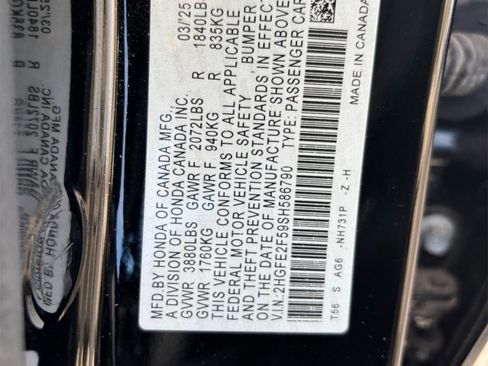 MFD. BY HONDA OF CANADA MFG.
A DIVISION OF HONDA CANADA INC. 03/25
GVWR 3880LBS GAWR F 2072LBS R 1840LBS
GVWR 1760KG GAWR F 940KG R 835KG
THIS VEHICLE CONFORMS TO ALL APPLICABLE
FEDERAL MOTOR VEHICLE SAFETY BUMPER
AND THEFT PREVENTION STANDARDS, IN EFFECT
ON THE DATE OF MANUFACTURE SHOWN ABOVE
V.I.N.: 2HGFE2F59SH586790 TYPE: PASSENGER CAR
T56 S AG6 -NH731P -Z -H MADE IN CANADA